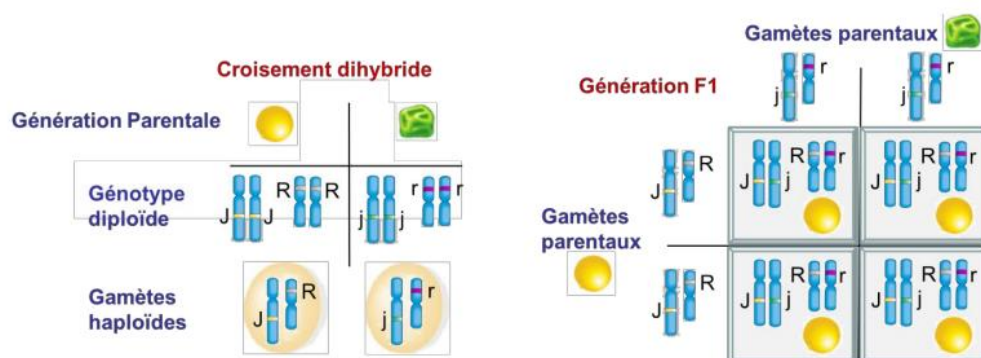 Croisement dihybride
Génération Parentale
Génotype
diploïde
J J
R R
j j
r r
Gamètes
haploïdes
J R
j r
Gamètes parentaux
Génération F1
j r
j r
Gamètes
parentaux
J R
J j R r
J j R r
J R
J j R r
J j R r